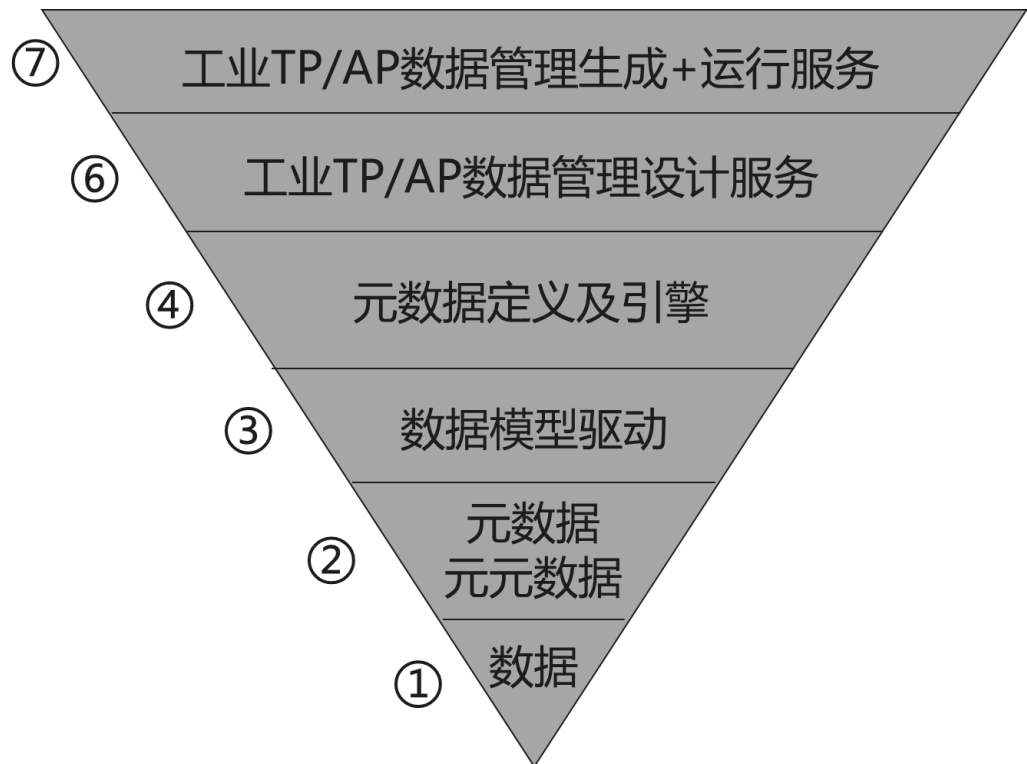 ⑦ 工业TP/AP数据管理生成+运行服务
⑥ 工业TP/AP数据管理设计服务
④ 元数据定义及引擎
③ 数据模型驱动
② 元数据
元元数据
① 数据